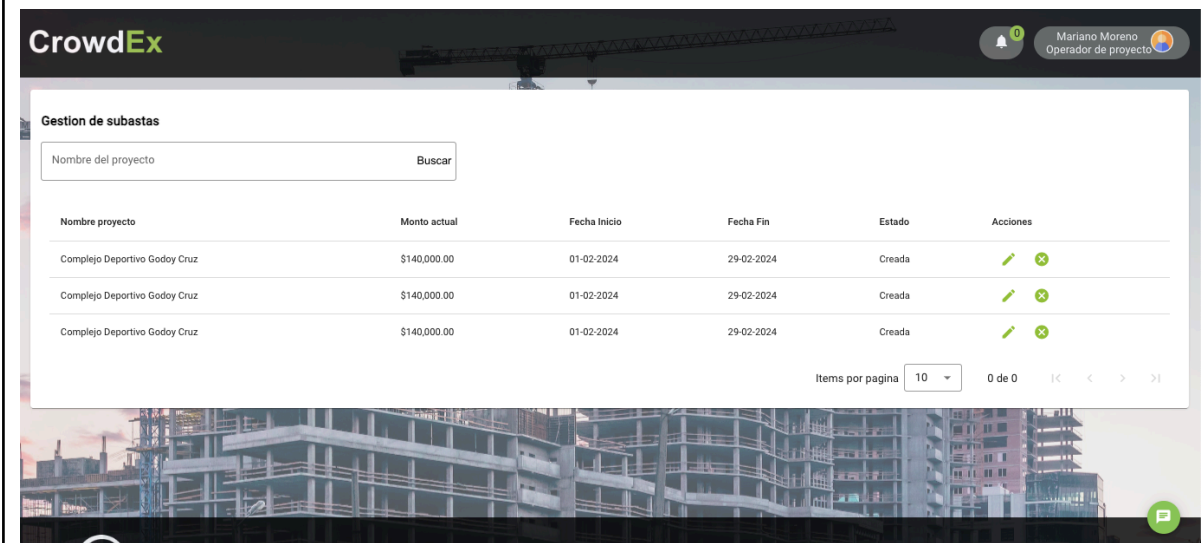 CrowdEx
0
Mariano Moreno
Operador de proyecto
Gestion de subastas
Nombre del proyecto Buscar
Nombre proyecto Monto actual Fecha Inicio Fecha Fin Estado Acciones
Complejo Deportivo Godoy Cruz $140,000.00 01-02-2024 29-02-2024 Creada
Complejo Deportivo Godoy Cruz $140,000.00 01-02-2024 29-02-2024 Creada
Complejo Deportivo Godoy Cruz $140,000.00 01-02-2024 29-02-2024 Creada
Items por pagina 10 0 de 0